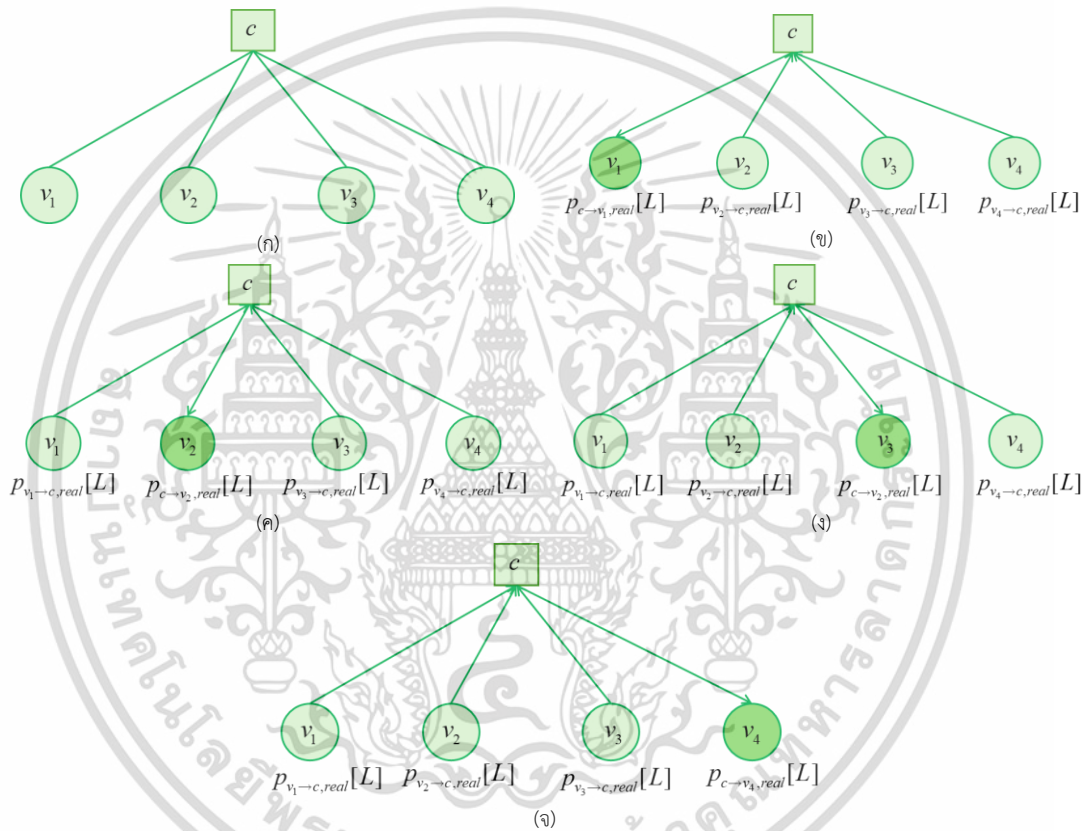 c c
v₁ v₂ v₃ v₄ v₁ v₂ v₃ v₄
p_{c→v₁,real}[L] p_{v₂→c,real}[L] p_{v₃→c,real}[L] p_{v₄→c,real}[L]
(ก) (ข)
c c
v₁ v₂ v₃ v₄ v₁ v₂ v₃ v₄
p_{v₁→c,real}[L] p_{c→v₂,real}[L] p_{v₃→c,real}[L] p_{v₄→c,real}[L] p_{v₁→c,real}[L] p_{v₂→c,real}[L] p_{c→v₂,real}[L] p_{v₄→c,real}[L]
(ค) (ง)
c
v₁ v₂ v₃ v₄
p_{v₁→c,real}[L] p_{v₂→c,real}[L] p_{v₃→c,real}[L] p_{c→v₄,real}[L]
(จ)